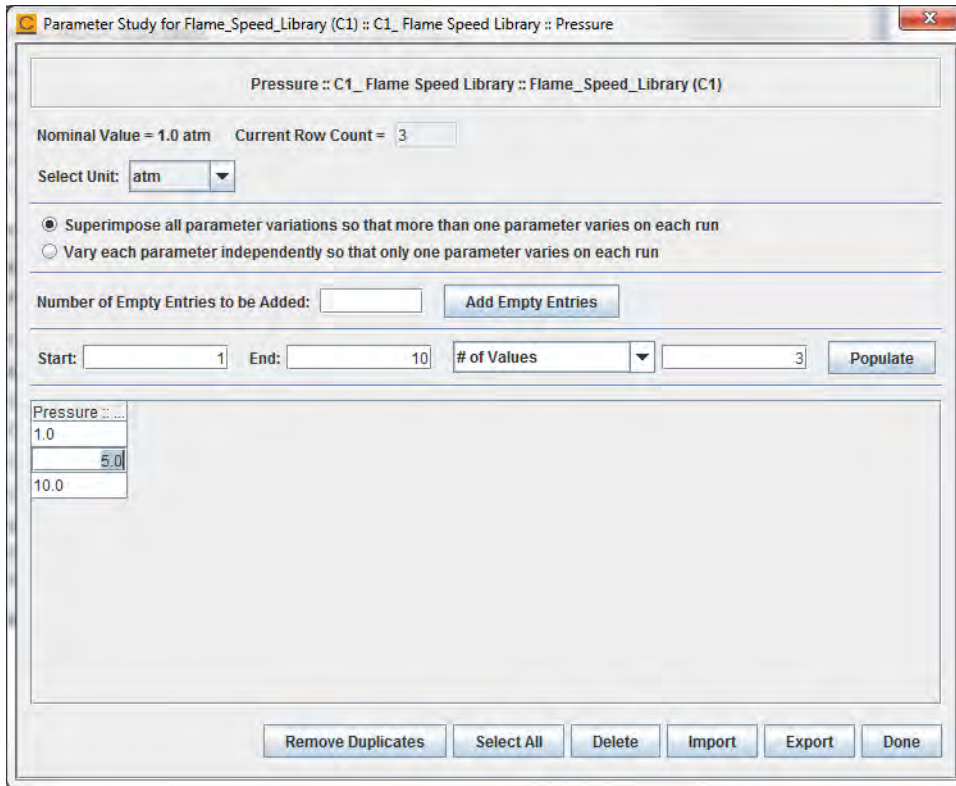 Parameter Study for Flame_Speed_Library (C1) :: C1_ Flame Speed Library :: Pressure
Pressure :: C1_ Flame Speed Library :: Flame_Speed_Library (C1)
Nominal Value = 1.0 atm Current Row Count = 3
Select Unit: atm
Superimpose all parameter variations so that more than one parameter varies on each run
Vary each parameter independently so that only one parameter varies on each run
Number of Empty Entries to be Added: Add Empty Entries
Start: 1 End: 10 # of Values 3 Populate
Pressure :: ...
1.0
5.0
10.0
Remove Duplicates Select All Delete Import Export Done